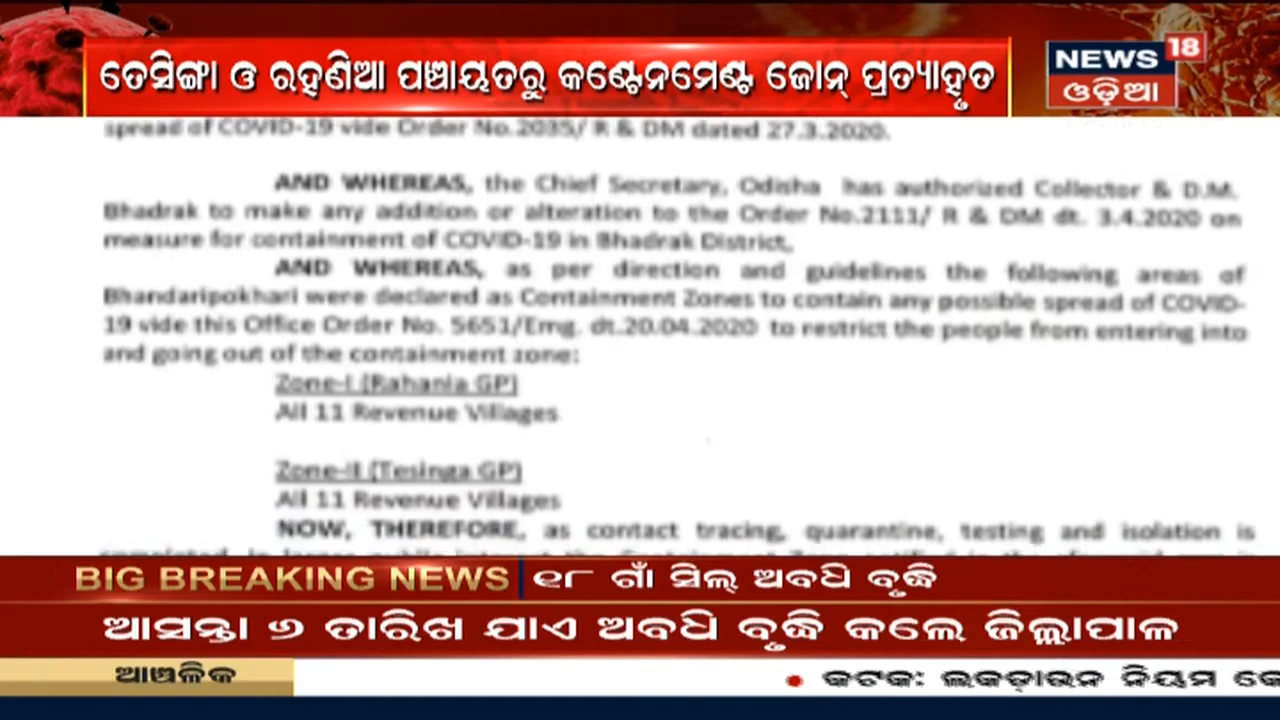 ତେସିଙ୍ଗା ଓ ରହଣିଆ ପଞ୍ଚାୟତରୁ କଣ୍ଟେନମେଣ୍ଟ ଜୋନ୍ ପ୍ରତ୍ୟାହୃତ
NEWS 18
ଓଡ଼ିଆ
spread of COVID-19 vide Order No.2035/ R & DM dated 27.3.2020.
AND WHEREAS, the Chief Secretary, Odisha has authorized Collector & D.M.
Bhadrak to make any addition or alteration to the Order No.2111/ R & DM dt. 3.4.2020 on
measure for containment of COVID-19 in Bhadrak District.
AND WHEREAS, as per direction and guidelines the following areas of
Bhandaripokhari were declared as Containment Zones to contain any possible spread of COVID-
19 vide this Office Order No. 5651/Emg. dt.20.04.2020 to restrict the people from entering into
and going out of the containment zone:
Zone-I (Rahania GP)
All 11 Revenue Villages
Zone-II (Tesinga GP)
All 11 Revenue Villages
NOW, THEREFORE, as contact tracing, quarantine, testing and isolation is
BIG BREAKING NEWS ୧୮ ଗାଁ ସିଲ୍ ଅବଧି ବୃଦ୍ଧି
ଆସନ୍ତା ୬ ତାରିଖ ଯାଏ ଅବଧି ବୃଦ୍ଧି କଲେ ଜିଲ୍ଲାପାଳ
ଆଞ୍ଚଳିକ
କଟକ: ଲକଡ଼ାଉନ ନିୟମ